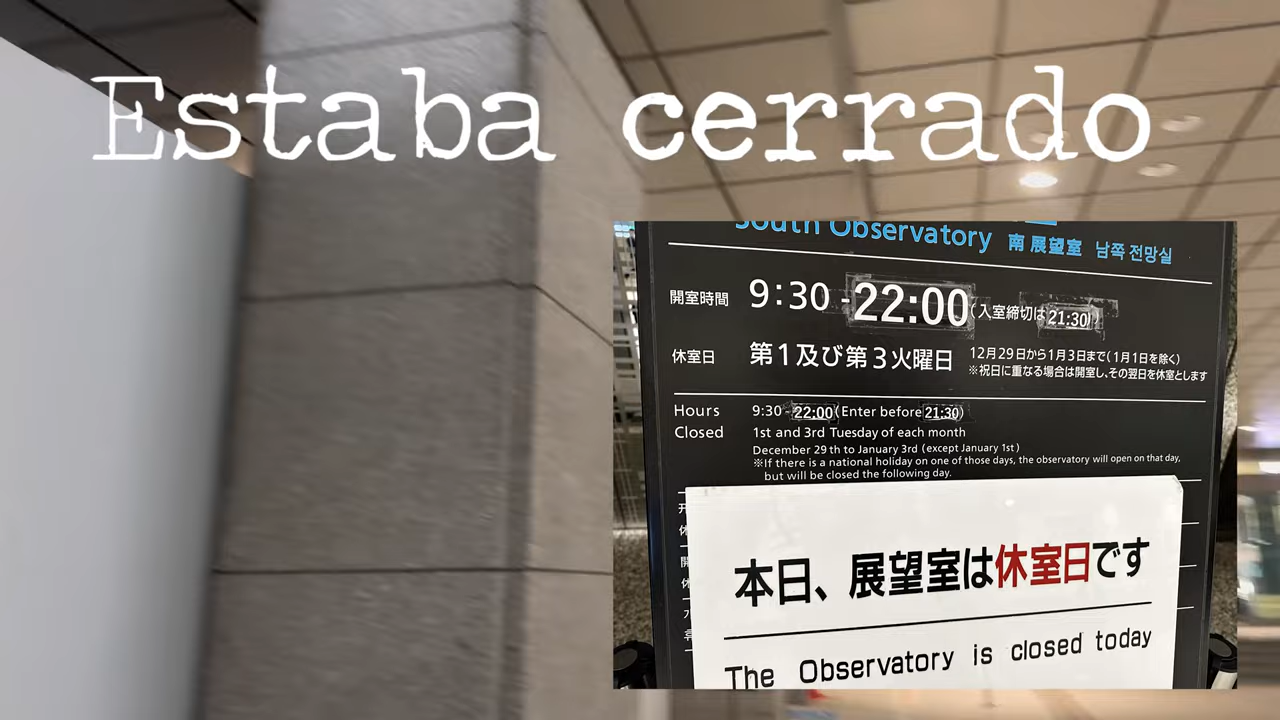 Estaba cerrado
South Observatory 南展望室 남쪽 전망실
開室時間 9:30 -22:00(入室締切は21:30)
休室日 第1及び第3火曜日 12月29日から1月3日まで(1月1日を除く)
※祝日に重なる場合は開室し、その翌日を休室とします
Hours 9:30-22:00(Enter before 21:30)
Closed 1st and 3rd Tuesday of each month
December 29th to January 3rd (except January 1st)
※If there is a national holiday on one of those days, the observatory will open on that day,
but will be closed the following day.
本日、展望室は休室日です
The Observatory is closed today